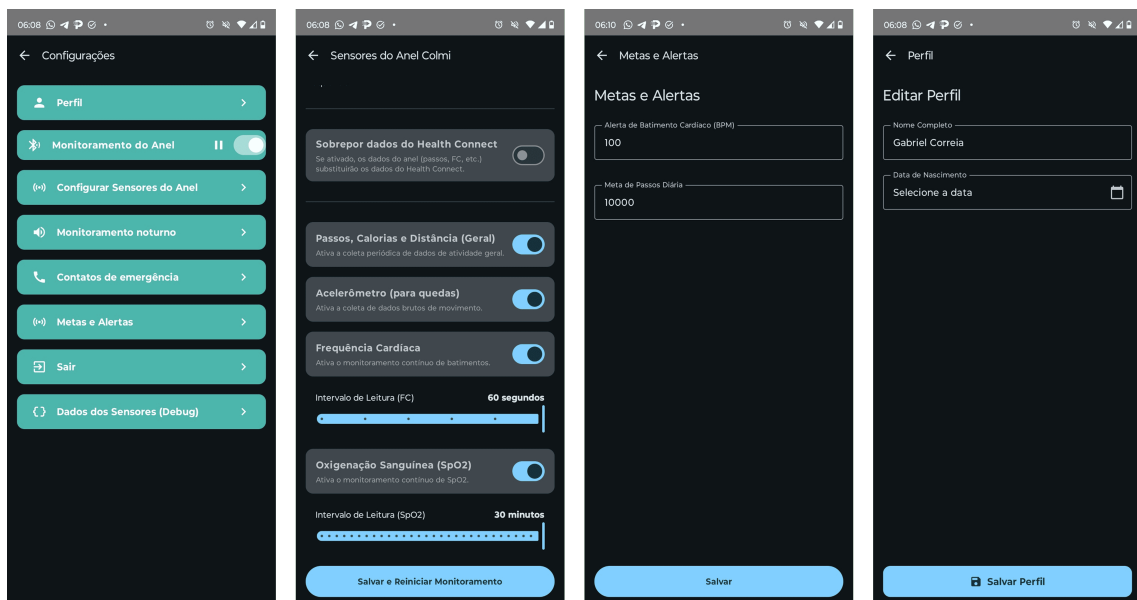 06:08
Configurações
Perfil
Monitoramento do Anel
Configurar Sensores do Anel
Monitoramento noturno
Contatos de emergência
Metas e Alertas
Sair
Dados dos Sensores (Debug)
06:08
Sensores do Anel Colmi
Sobrepor dados do Health Connect
Se ativado, os dados do anel (passos, FC, etc.)
substituirão os dados do Health Connect.
Passos, Calorias e Distância (Geral)
Ativa a coleta periódica de dados de atividade geral.
Acelerômetro (para quedas)
Ativa a coleta de dados brutos de movimento.
Frequência Cardíaca
Ativa o monitoramento contínuo de batimentos.
Intervalo de Leitura (FC) 60 segundos
Oxigenação Sanguínea (SpO2)
Ativa o monitoramento contínuo de SpO2.
Intervalo de Leitura (SpO2) 30 minutos
Salvar e Reiniciar Monitoramento
06:10
Metas e Alertas
Metas e Alertas
Alerta de Batimento Cardíaco (BPM)
100
Meta de Passos Diária
10000
Salvar
06:08
Perfil
Editar Perfil
Nome Completo
Gabriel Correia
Data de Nascimento
Selecione a data
Salvar Perfil